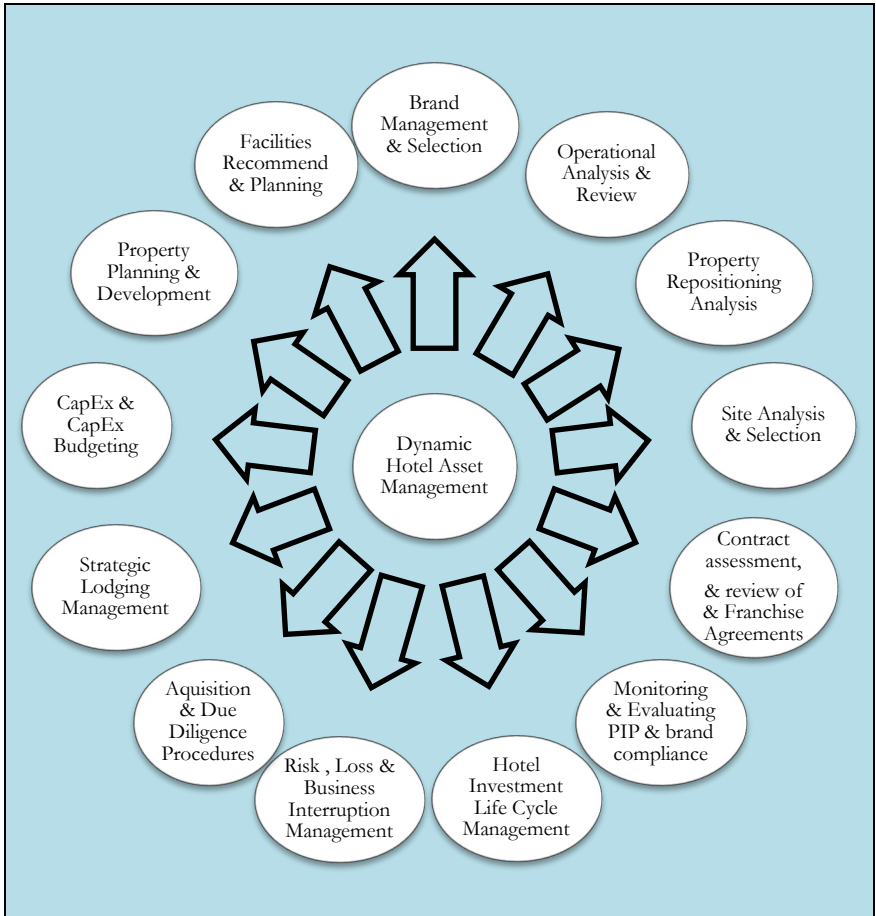 Brand
Management
& Selection
Operational
Analysis &
Review
Property
Repositioning
Analysis
Site Analysis
& Selection
Contract
assessment,
& review of
& Franchise
Agreements
Monitoring
& Evaluating
PIP & brand
compliance
Hotel
Investment
Life Cycle
Management
Risk , Loss &
Business
Interruption
Management
Aquisition
& Due
Diligence
Procedures
Strategic
Lodging
Management
CapEx &
CapEx
Budgeting
Property
Planning &
Development
Facilities
Recommend
& Planning
Dynamic
Hotel Asset
Management